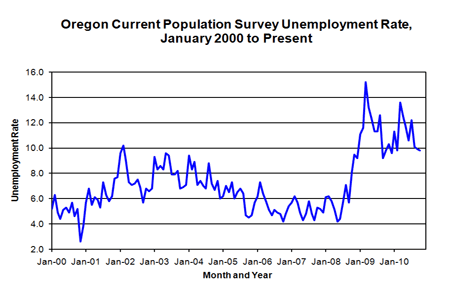 Oregon Current Population Survey Unemployment Rate,
January 2000 to Present
16.0
14.0
12.0
10.0
8.0
6.0
4.0
2.0
Unemployment Rate
Jan-00 Jan-01 Jan-02 Jan-03 Jan-04 Jan-05 Jan-06 Jan-07 Jan-08 Jan-09 Jan-10
Month and Year